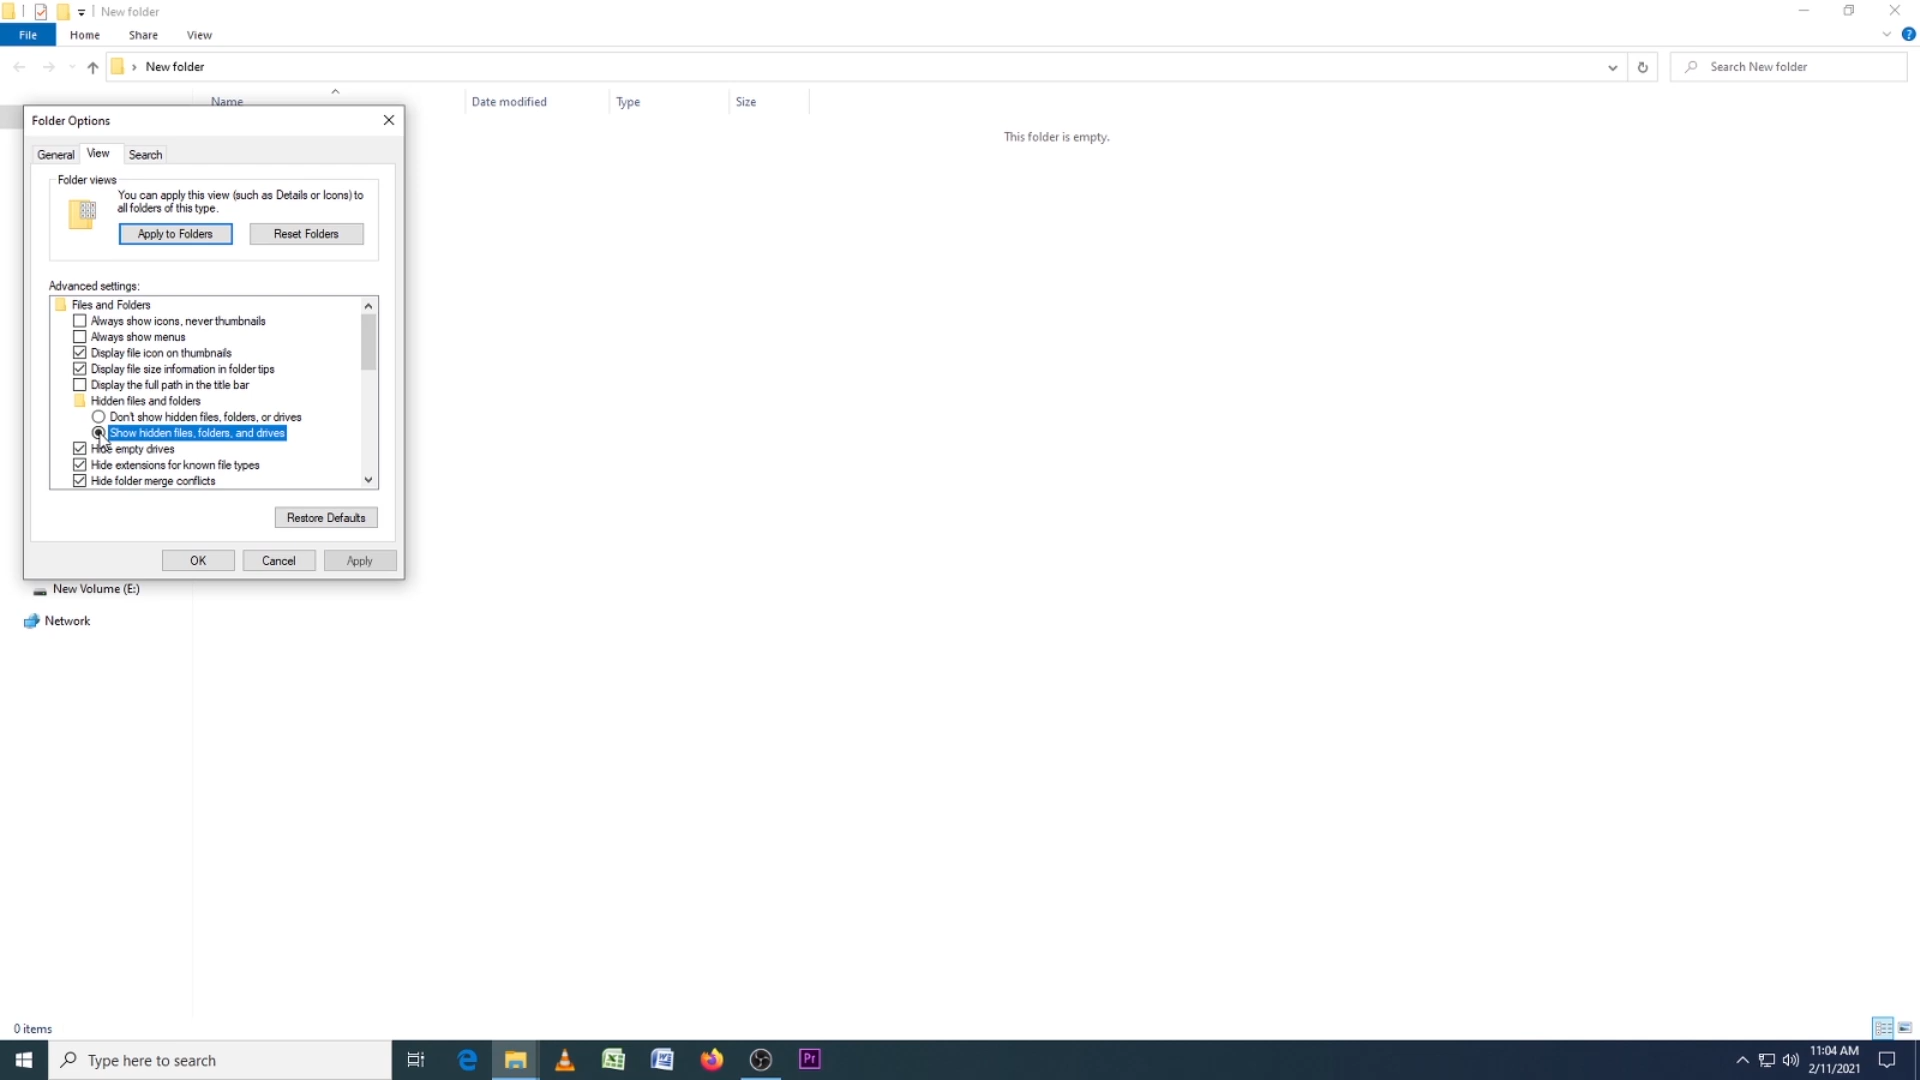 New folder
File Home Share View
New folder
Search New folder
Name Date modified Type Size
This folder is empty.
Folder Options
General View Search
Folder views
You can apply this view (such as Details or Icons) to
all folders of this type.
Apply to Folders Reset Folders
Advanced settings:
Files and Folders
Always show icons, never thumbnails
Always show menus
Display file icon on thumbnails
Display file size information in folder tips
Display the full path in the title bar
Hidden files and folders
Don't show hidden files, folders, or drives
Show hidden files, folders, and drives
Hide empty drives
Hide extensions for known file types
Hide folder merge conflicts
Restore Defaults
OK Cancel Apply
New Volume (E:)
Network
0 items
Type here to search
Pr
11:04 AM
2/11/2021